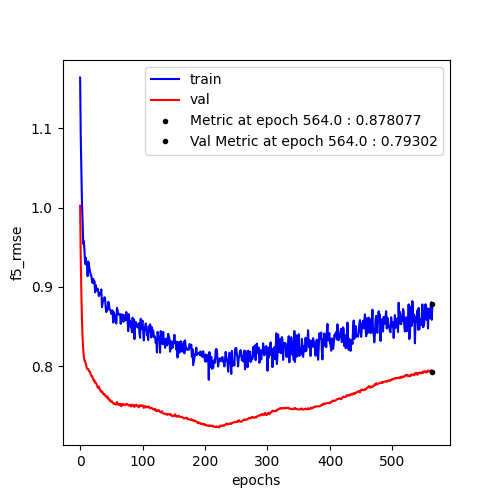 train
val
Metric at epoch 564.0 : 0.878077
Val Metric at epoch 564.0 : 0.79302
1.1
1.0
0.9
0.8
f5_rmse
0 100 200 300 400 500
epochs